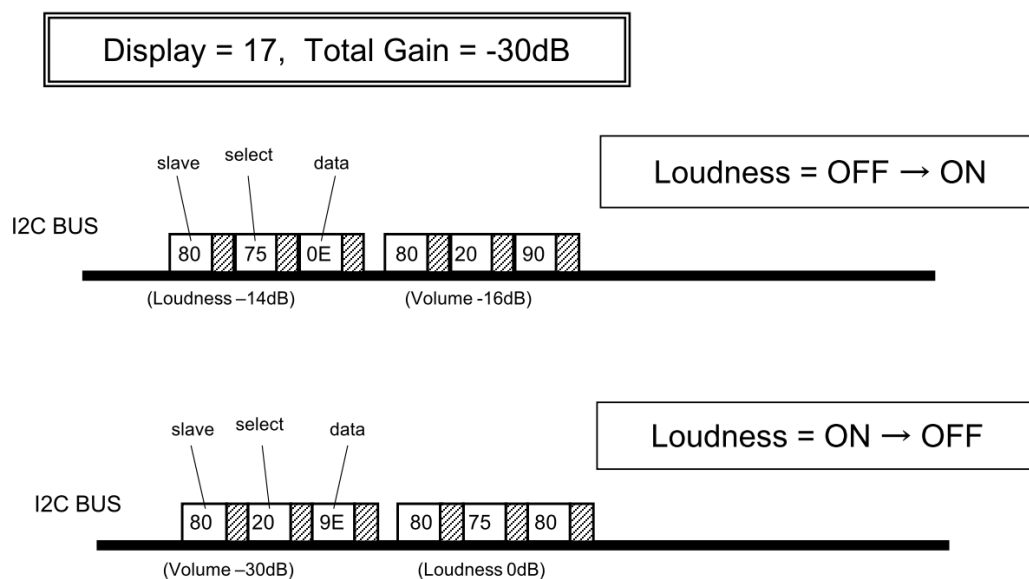 Display = 17, Total Gain = -30dB
Loudness = OFF → ON
slave select data
I2C BUS
80 75 0E 80 20 90
(Loudness –14dB) (Volume -16dB)
Loudness = ON → OFF
slave select data
I2C BUS
80 20 9E 80 75 80
(Volume –30dB) (Loudness 0dB)